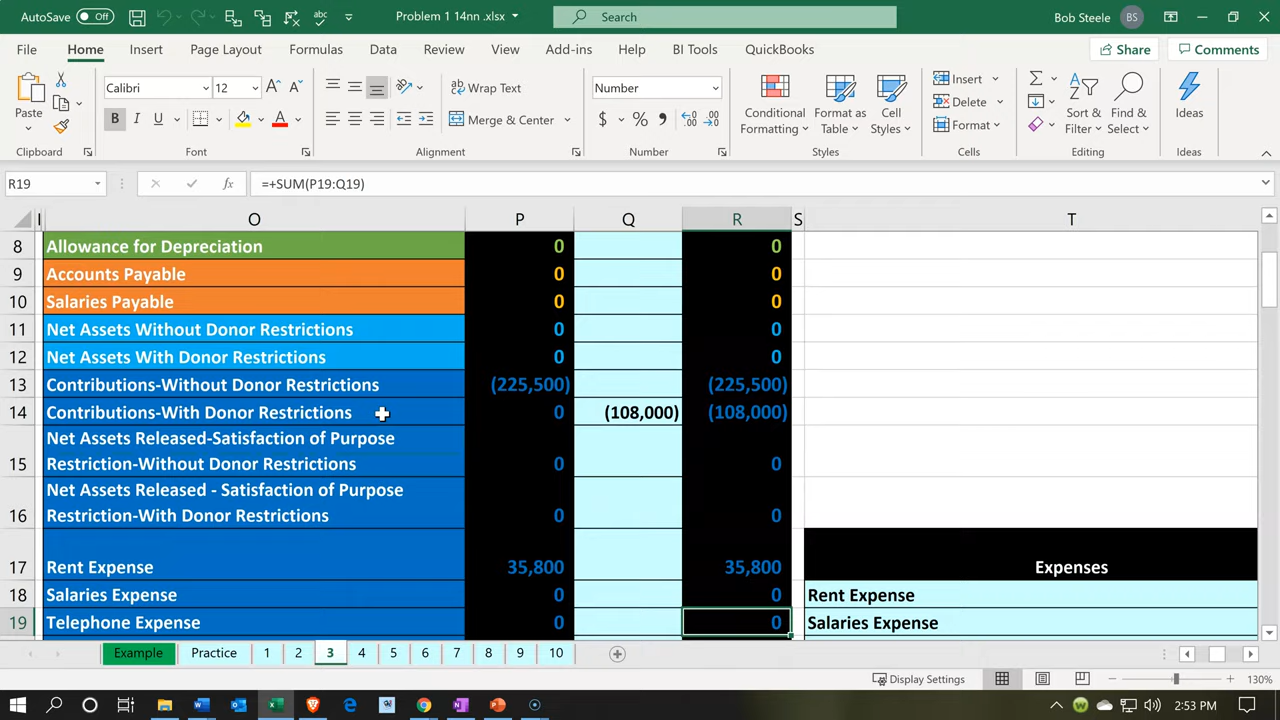 AutoSave Off Problem 1 14nn .xlsx Search Bob Steele BS
File Home Insert Page Layout Formulas Data Review View Add-ins Help BI Tools QuickBooks Share Comments
Paste Calibri 12 Wrap Text Merge & Center Number Conditional Formatting Format as Table Cell Styles Insert Delete Format Sort & Filter Find & Select Ideas
Clipboard Font Alignment Number Styles Cells Editing Ideas
R19 fx =+SUM(P19:Q19)
I O P Q R S T
8 Allowance for Depreciation 0 0
9 Accounts Payable 0 0
10 Salaries Payable 0 0
11 Net Assets Without Donor Restrictions 0 0
12 Net Assets With Donor Restrictions 0 0
13 Contributions-Without Donor Restrictions (225,500) (225,500)
14 Contributions-With Donor Restrictions 0 (108,000) (108,000)
Net Assets Released-Satisfaction of Purpose
15 Restriction-Without Donor Restrictions 0 0
Net Assets Released - Satisfaction of Purpose
16 Restriction-With Donor Restrictions 0 0
17 Rent Expense 35,800 35,800 Expenses
18 Salaries Expense 0 0 Rent Expense
19 Telephone Expense 0 0 Salaries Expense
Example Practice 1 2 3 4 5 6 7 8 9 10
Display Settings 130%
2:53 PM